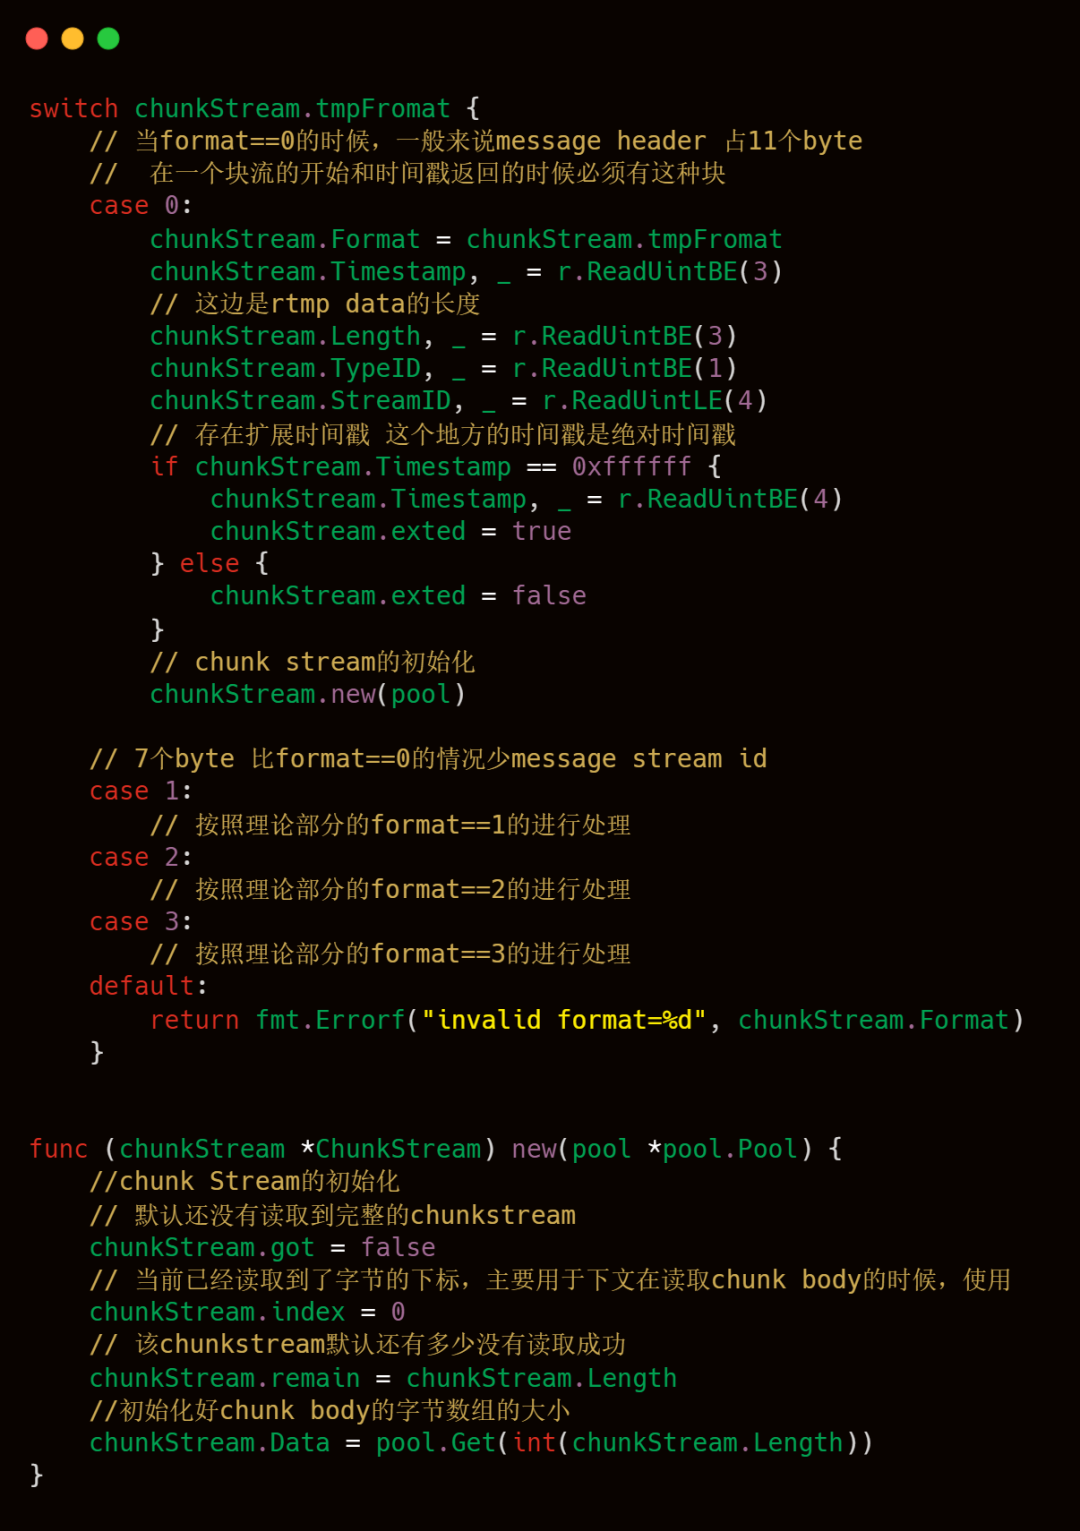 switch chunkStream.tmpFromat {
    // 当format==0的时候，一般来说message header 占11个byte
    //  在一个块流的开始和时间戳返回的时候必须有这种块
    case 0:
        chunkStream.Format = chunkStream.tmpFromat
        chunkStream.Timestamp, _ = r.ReadUintBE(3)
        // 这边是rtmp data的长度
        chunkStream.Length, _ = r.ReadUintBE(3)
        chunkStream.TypeID, _ = r.ReadUintBE(1)
        chunkStream.StreamID, _ = r.ReadUintLE(4)
        // 存在扩展时间戳 这个地方的时间戳是绝对时间戳
        if chunkStream.Timestamp == 0xffffff {
            chunkStream.Timestamp, _ = r.ReadUintBE(4)
            chunkStream.exted = true
        } else {
            chunkStream.exted = false
        }
        // chunk stream的初始化
        chunkStream.new(pool)

    // 7个byte 比format==0的情况少message stream id
    case 1:
        // 按照理论部分的format==1的进行处理
    case 2:
        // 按照理论部分的format==2的进行处理
    case 3:
        // 按照理论部分的format==3的进行处理
    default:
        return fmt.Errorf("invalid format=%d", chunkStream.Format)
    }

func (chunkStream *ChunkStream) new(pool *pool.Pool) {
    //chunk Stream的初始化
    // 默认还没有读取到完整的chunkstream
    chunkStream.got = false
    // 当前已经读取到了字节的下标，主要用于下文在读取chunk body的时候，使用
    chunkStream.index = 0
    // 该chunkstream默认还有多少没有读取成功
    chunkStream.remain = chunkStream.Length
    //初始化好chunk body的字节数组的大小
    chunkStream.Data = pool.Get(int(chunkStream.Length))
}